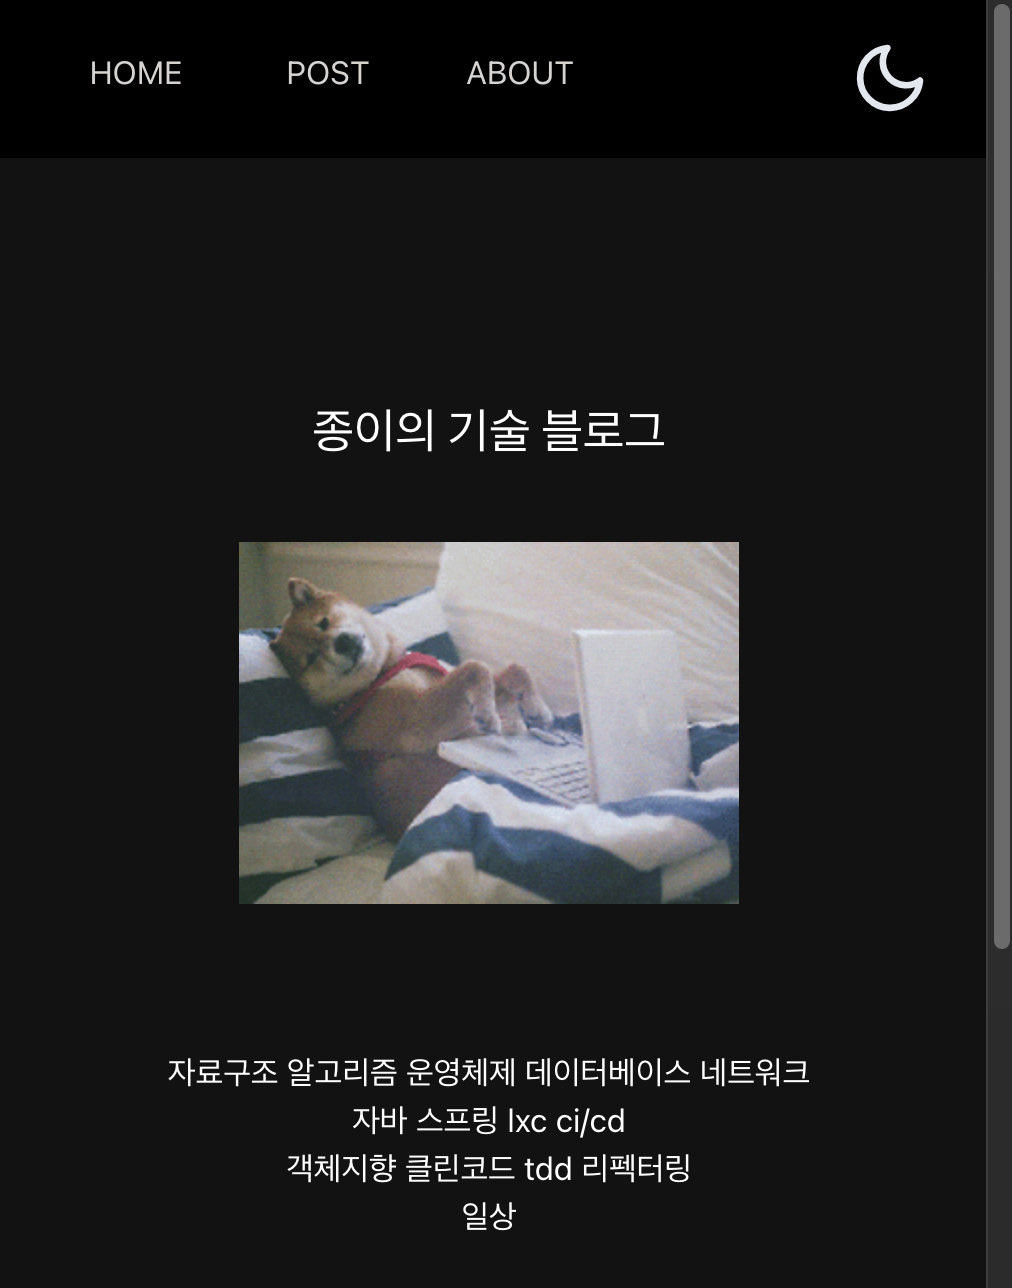 HOME POST ABOUT
종이의 기술 블로그
자료구조 알고리즘 운영체제 데이터베이스 네트워크
자바 스프링 lxc ci/cd
객체지향 클린코드 tdd 리펙터링
일상